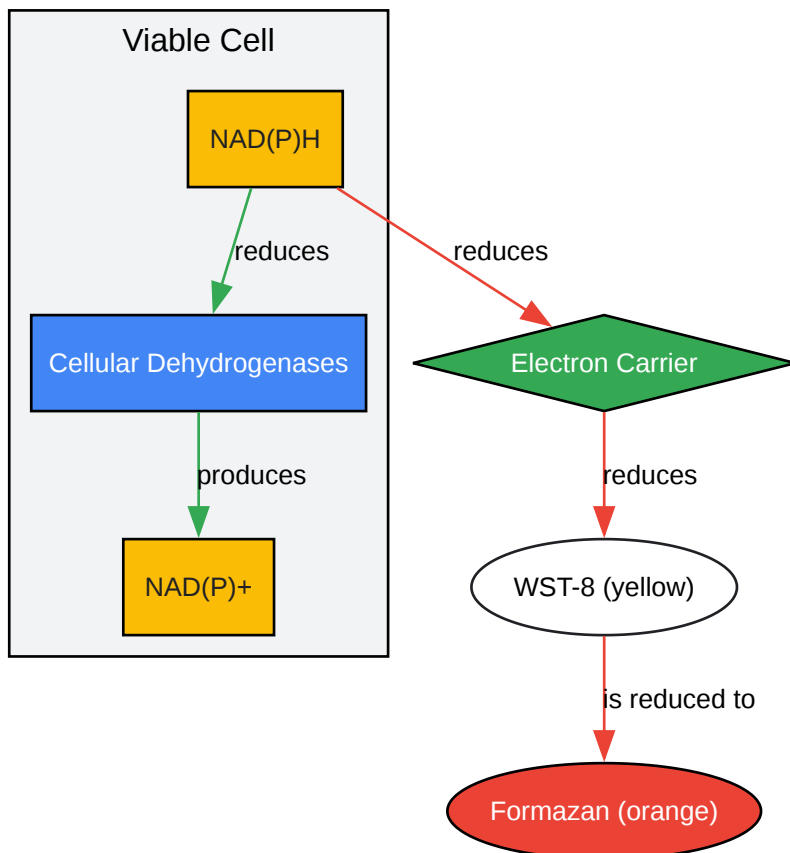 Viable Cell
NAD(P)H
reduces
reduces
Cellular Dehydrogenases
Electron Carrier
produces
reduces
NAD(P)+
WST-8 (yellow)
is reduced to
Formazan (orange)